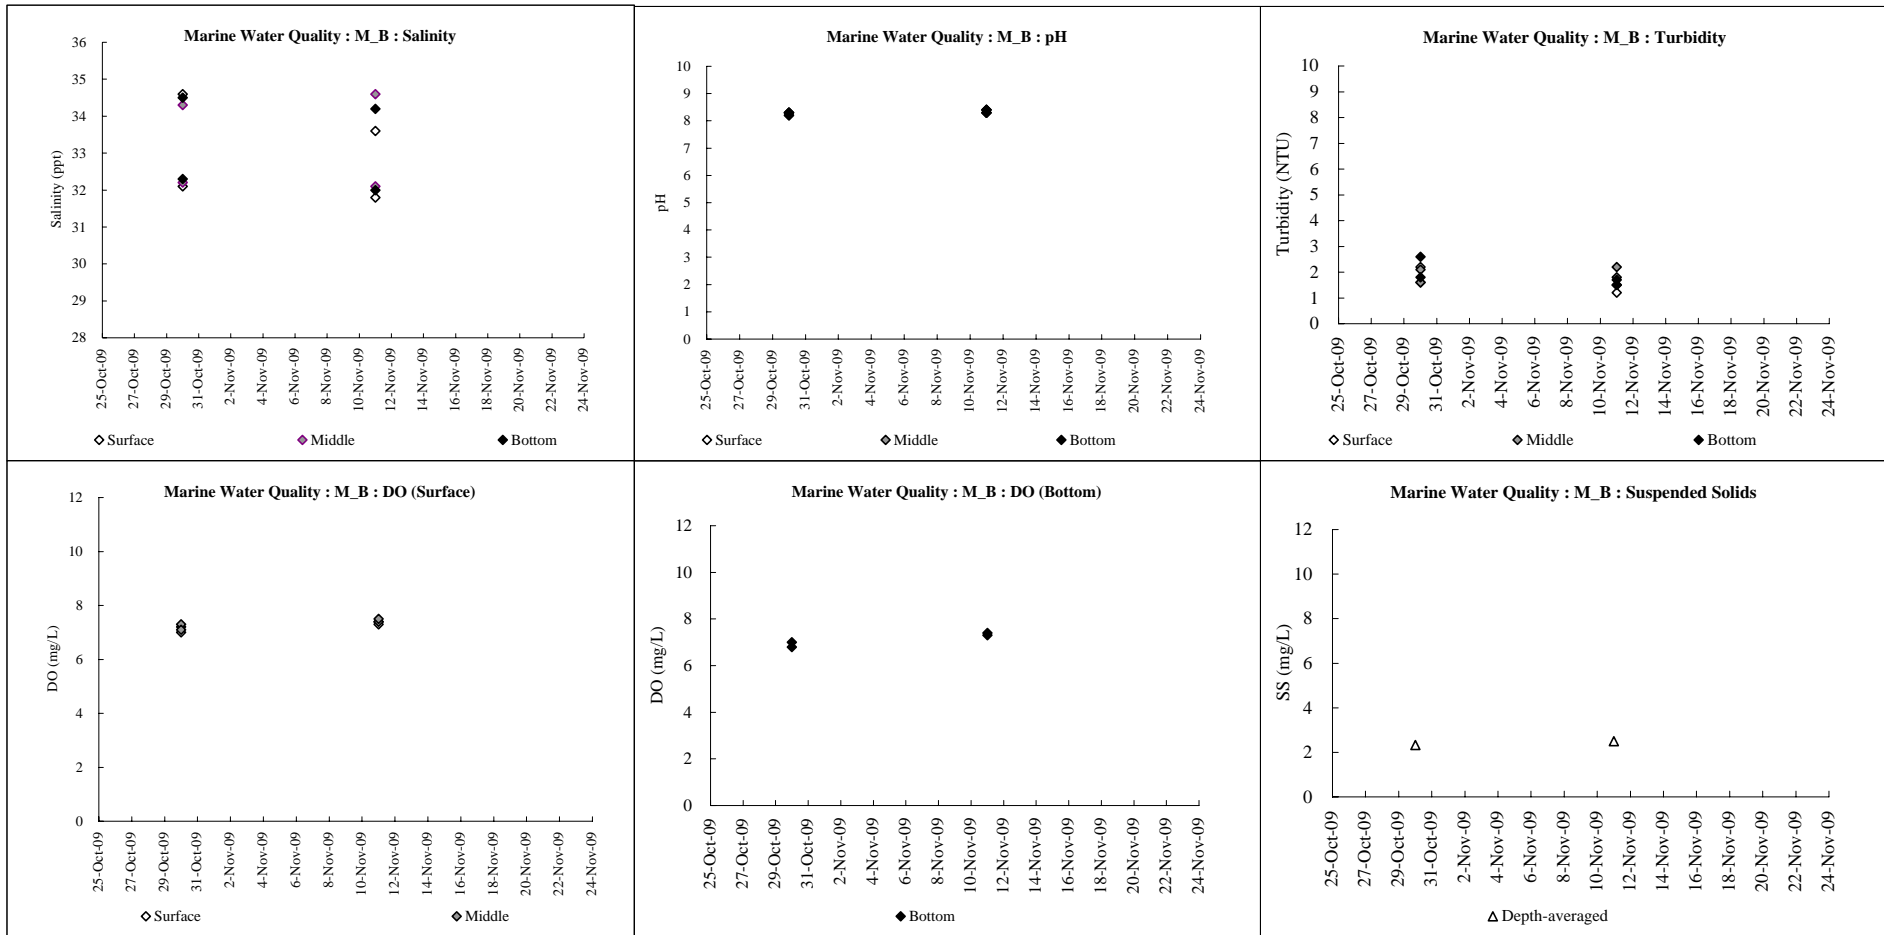 Marine Water Quality : M_B : Salinity
36
35
34
33
32
31
30
29
28
Salinity (ppt)
25-Oct-09
27-Oct-09
29-Oct-09
31-Oct-09
2-Nov-09
4-Nov-09
6-Nov-09
8-Nov-09
10-Nov-09
12-Nov-09
14-Nov-09
16-Nov-09
18-Nov-09
20-Nov-09
22-Nov-09
24-Nov-09
Surface Middle Bottom
Marine Water Quality : M_B : pH
10
9
8
7
6
5
4
3
2
1
0
pH
25-Oct-09
27-Oct-09
29-Oct-09
31-Oct-09
2-Nov-09
4-Nov-09
6-Nov-09
8-Nov-09
10-Nov-09
12-Nov-09
14-Nov-09
16-Nov-09
18-Nov-09
20-Nov-09
22-Nov-09
24-Nov-09
Surface Middle Bottom
Marine Water Quality : M_B : Turbidity
10
9
8
7
6
5
4
3
2
1
0
Turbidity (NTU)
25-Oct-09
27-Oct-09
29-Oct-09
31-Oct-09
2-Nov-09
4-Nov-09
6-Nov-09
8-Nov-09
10-Nov-09
12-Nov-09
14-Nov-09
16-Nov-09
18-Nov-09
20-Nov-09
22-Nov-09
24-Nov-09
Surface Middle Bottom
Marine Water Quality : M_B : DO (Surface)
12
10
8
6
4
2
0
DO (mg/L)
25-Oct-09
27-Oct-09
29-Oct-09
31-Oct-09
2-Nov-09
4-Nov-09
6-Nov-09
8-Nov-09
10-Nov-09
12-Nov-09
14-Nov-09
16-Nov-09
18-Nov-09
20-Nov-09
22-Nov-09
24-Nov-09
Surface Middle
Marine Water Quality : M_B : DO (Bottom)
12
10
8
6
4
2
0
DO (mg/L)
25-Oct-09
27-Oct-09
29-Oct-09
31-Oct-09
2-Nov-09
4-Nov-09
6-Nov-09
8-Nov-09
10-Nov-09
12-Nov-09
14-Nov-09
16-Nov-09
18-Nov-09
20-Nov-09
22-Nov-09
24-Nov-09
Bottom
Marine Water Quality : M_B : Suspended Solids
12
10
8
6
4
2
0
SS (mg/L)
25-Oct-09
27-Oct-09
29-Oct-09
31-Oct-09
2-Nov-09
4-Nov-09
6-Nov-09
8-Nov-09
10-Nov-09
12-Nov-09
14-Nov-09
16-Nov-09
18-Nov-09
20-Nov-09
22-Nov-09
24-Nov-09
Depth-averaged